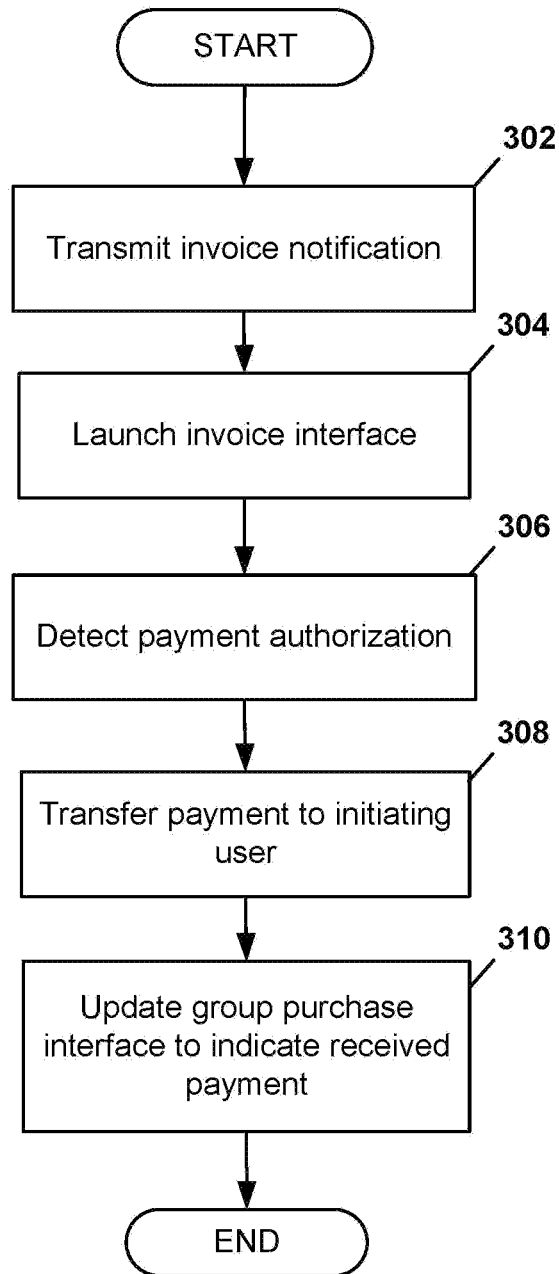 START
302
Transmit invoice notification
304
Launch invoice interface
306
Detect payment authorization
308
Transfer payment to initiating
user
310
Update group purchase
interface to indicate received
payment
END